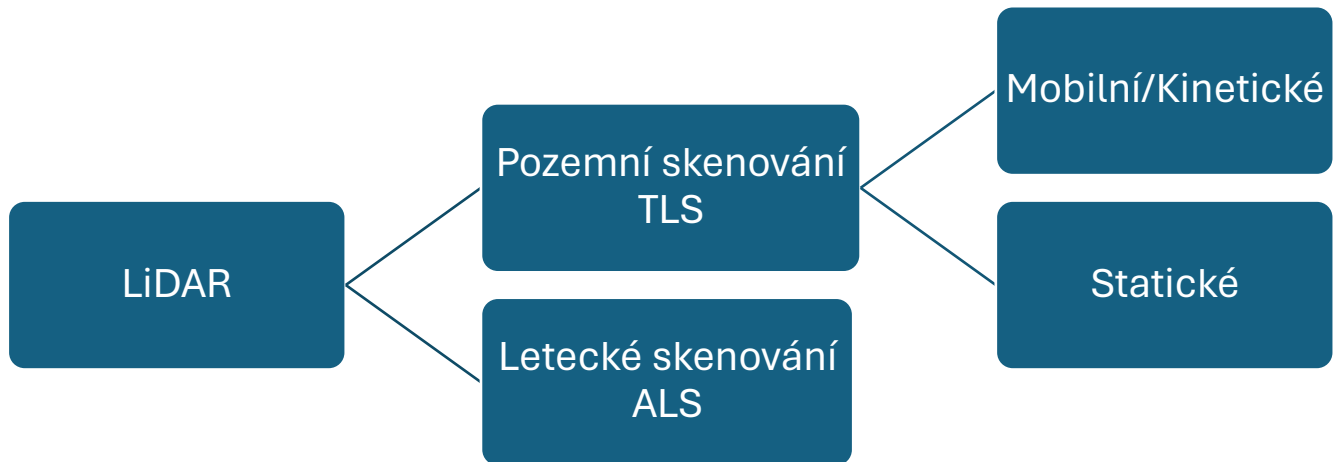 LiDAR
Pozemní skenování
TLS
Letecké skenování
ALS
Mobilní/Kinetické
Statické